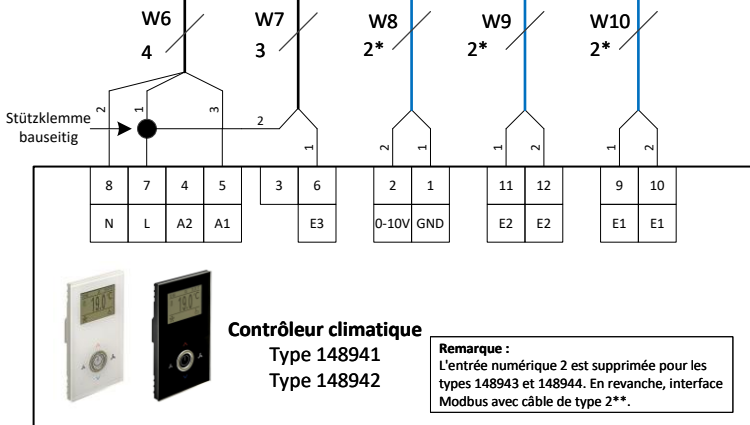 W6 W7 W8 W9 W10
4 3 2* 2* 2*
2 1 3 2 1 2 1 1 2 1 2
Stützklemme
bauseitig
8 7 4 5 3 6 2 1 11 12 9 10
N L A2 A1 E3 0-10V GND E2 E2 E1 E1
19.0 °C 19.0 °C
Contrôleur climatique
Type 148941
Type 148942
Remarque :
L'entrée numérique 2 est supprimée pour les
types 148943 et 148944. En revanche, interface
Modbus avec câble de type 2**.